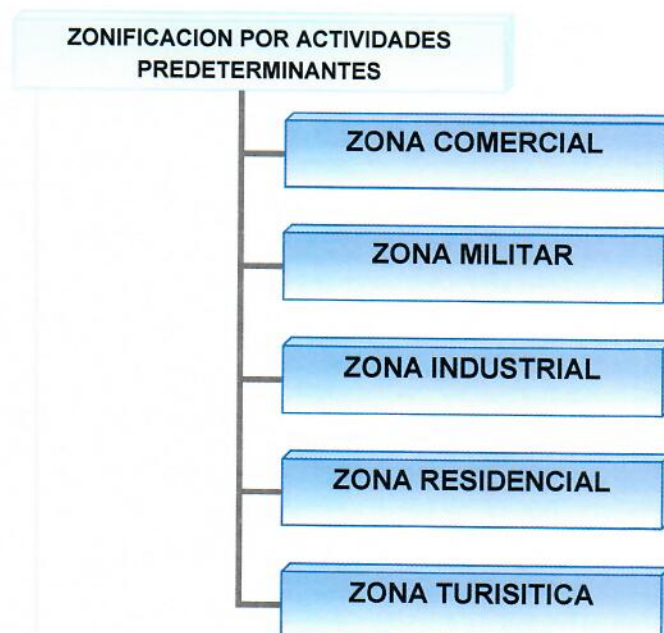 ZONIFICACION POR ACTIVIDADES
PREDETERMINANTES
ZONA COMERCIAL
ZONA MILITAR
ZONA INDUSTRIAL
ZONA RESIDENCIAL
ZONA TURISITICA